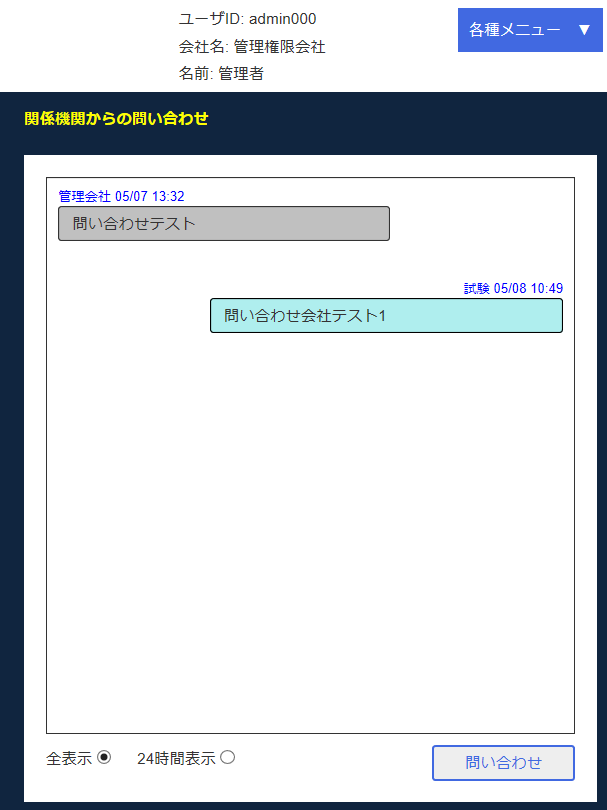 ユーザID: admin000
会社名: 管理権限会社
名前: 管理者
各種メニュー ▼
関係機関からの問い合わせ
管理会社 05/07 13:32
問い合わせテスト
試験 05/08 10:49
問い合わせ会社テスト1
全表示 24時間表示
問い合わせ